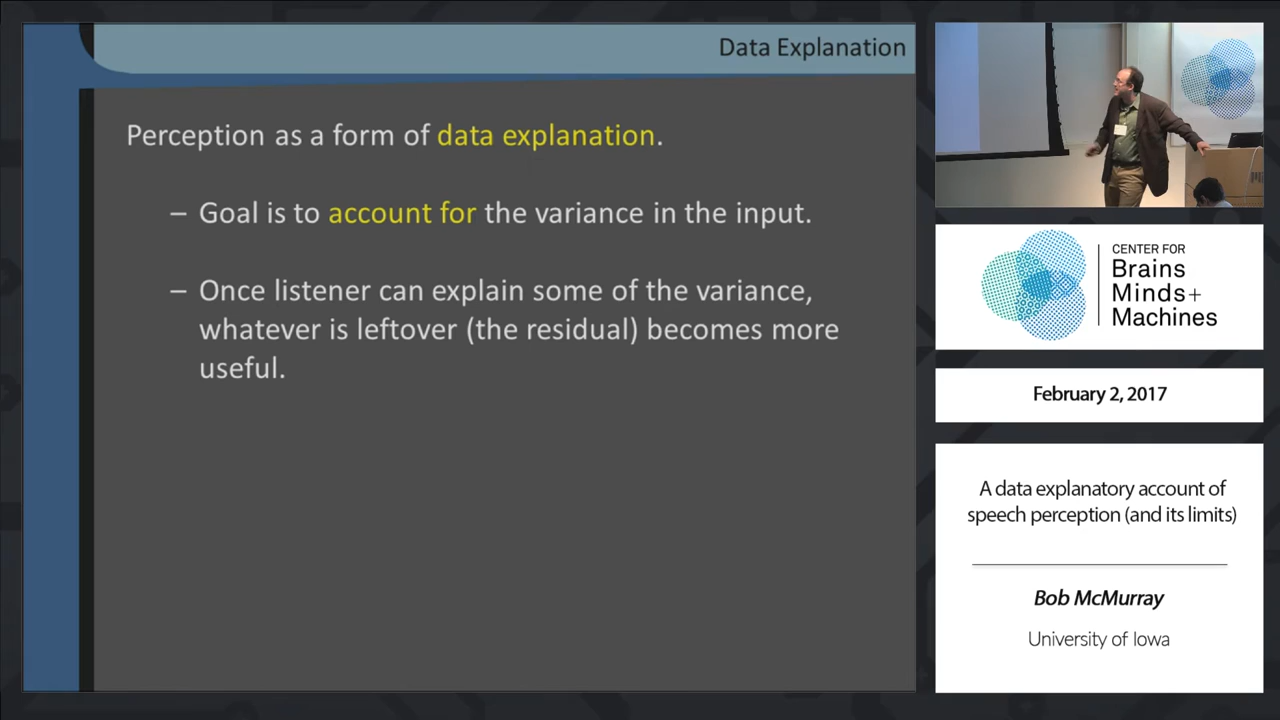 Data Explanation
Perception as a form of data explanation.
– Goal is to account for the variance in the input.
– Once listener can explain some of the variance,
whatever is leftover (the residual) becomes more
useful.
CENTER FOR
Brains
Minds+
Machines
February 2, 2017
A data explanatory account of
speech perception (and its limits)
Bob McMurray
University of Iowa